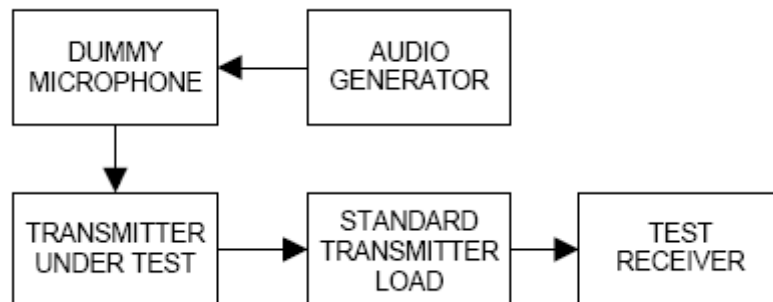 DUMMY
MICROPHONE
AUDIO
GENERATOR
TRANSMITTER
UNDER TEST
STANDARD
TRANSMITTER
LOAD
TEST
RECEIVER